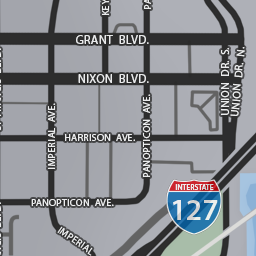 KEY
GRANT BLVD.
UNION DR. S.
UNION DR. N.
NIXON BLVD.
IMPERIAL AVE.
PANOPTICON AVE.
HARRISON AVE.
INTERSTATE
127
PANOPTICON AVE.
IMPERIAL